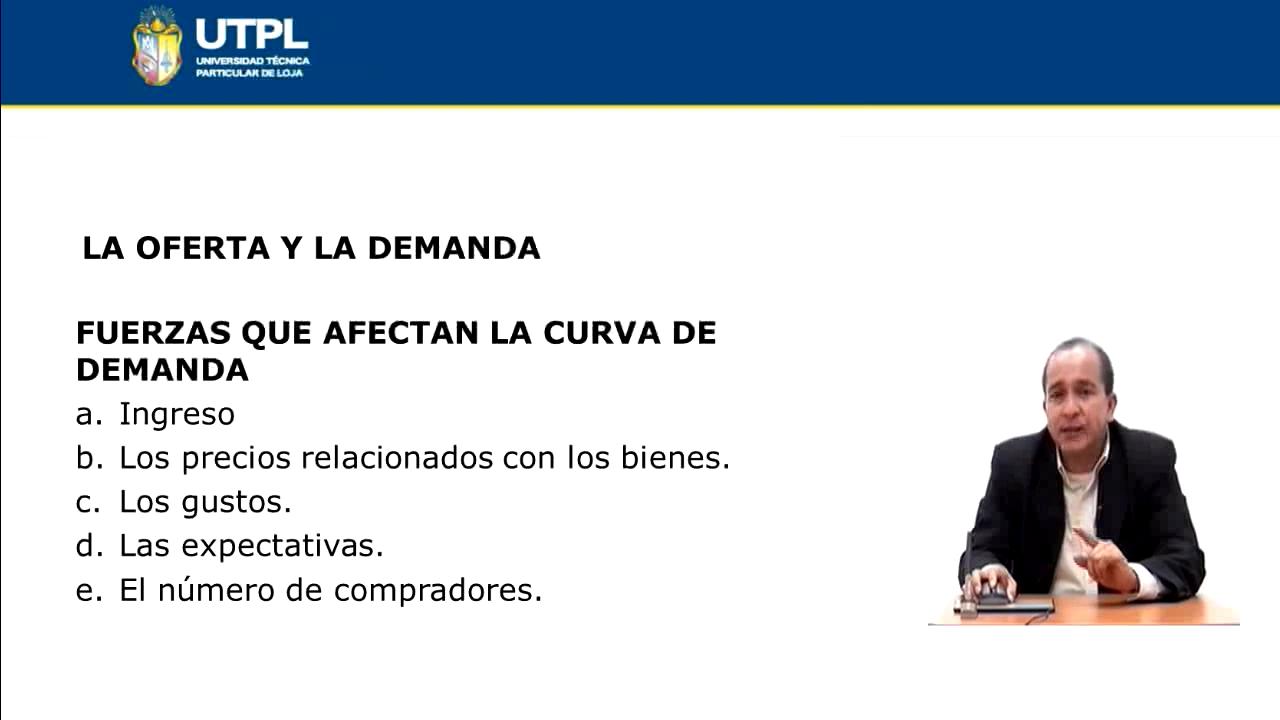 UTPL
UNIVERSIDAD TÉCNICA
PARTICULAR DE LOJA
LA OFERTA Y LA DEMANDA
FUERZAS QUE AFECTAN LA CURVA DE
DEMANDA
a. Ingreso
b. Los precios relacionados con los bienes.
c. Los gustos.
d. Las expectativas.
e. El número de compradores.